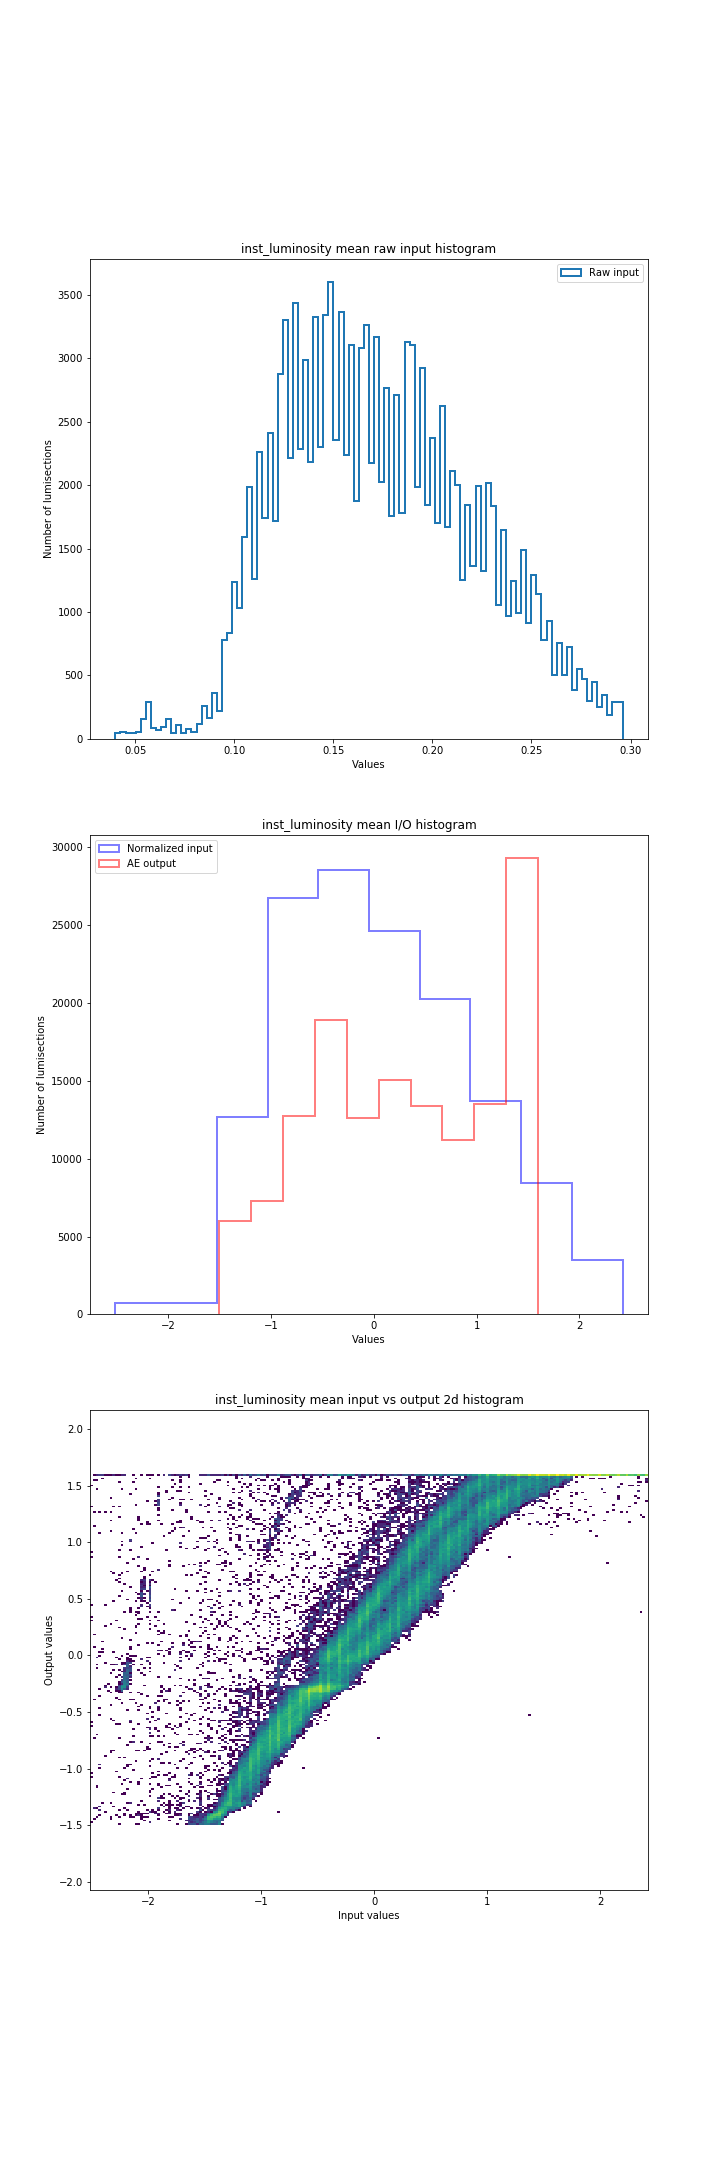 inst_luminosity mean raw input histogram
Raw input
3500
3000
2500
2000
1500
1000
500
0
Number of lumisections
0.05 0.10 0.15 0.20 0.25 0.30
Values
inst_luminosity mean I/O histogram
Normalized input
AE output
30000
25000
20000
15000
10000
5000
0
Number of lumisections
−2 −1 0 1 2
Values
inst_luminosity mean input vs output 2d histogram
2.0
1.5
1.0
0.5
0.0
−0.5
−1.0
−1.5
−2.0
Output values
−2 −1 0 1 2
Input values